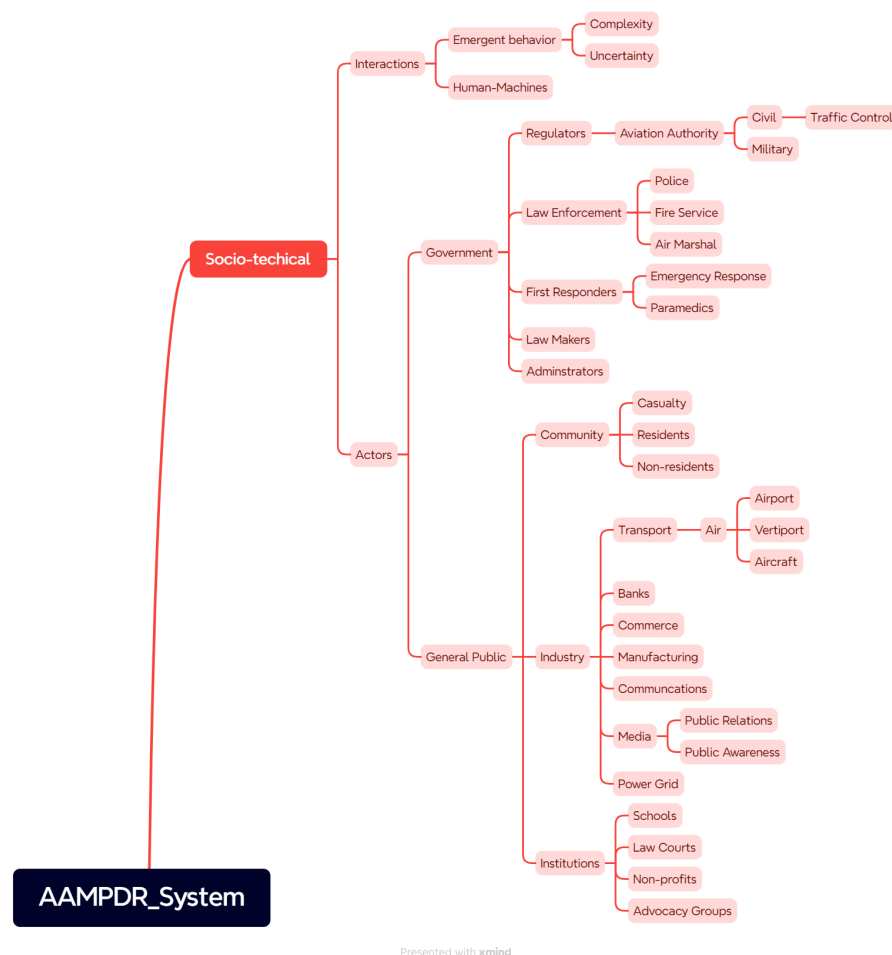 Complexity
Emergent behavior
Uncertainty
Interactions
Human-Machines
Civil
Traffic Control
Regulators
Aviation Authority
Military
Police
Law Enforcement
Fire Service
Socio-techical
Air Marshal
Government
Emergency Response
First Responders
Paramedics
Law Makers
Adminstrators
Casualty
Community
Residents
Actors
Non-residents
Airport
Transport
Air
Vertiport
Aircraft
Banks
Commerce
General Public
Industry
Manufacturing
Communcations
Public Relations
Media
Public Awareness
Power Grid
Schools
Law Courts
Institutions
Non-profits
AAMPDR_System
Advocacy Groups
Presented with xmind